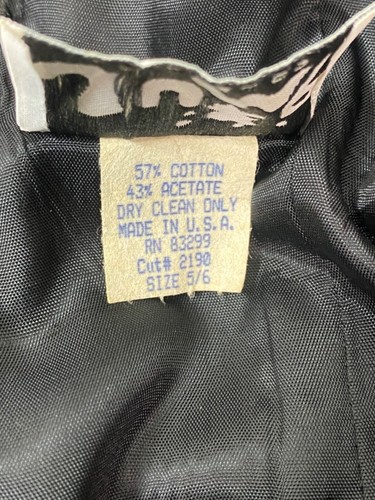 57% COTTON
43% ACETATE
DRY CLEAN ONLY
MADE IN U.S.A.
RN 83299
Cut# 2190
SIZE 5/6